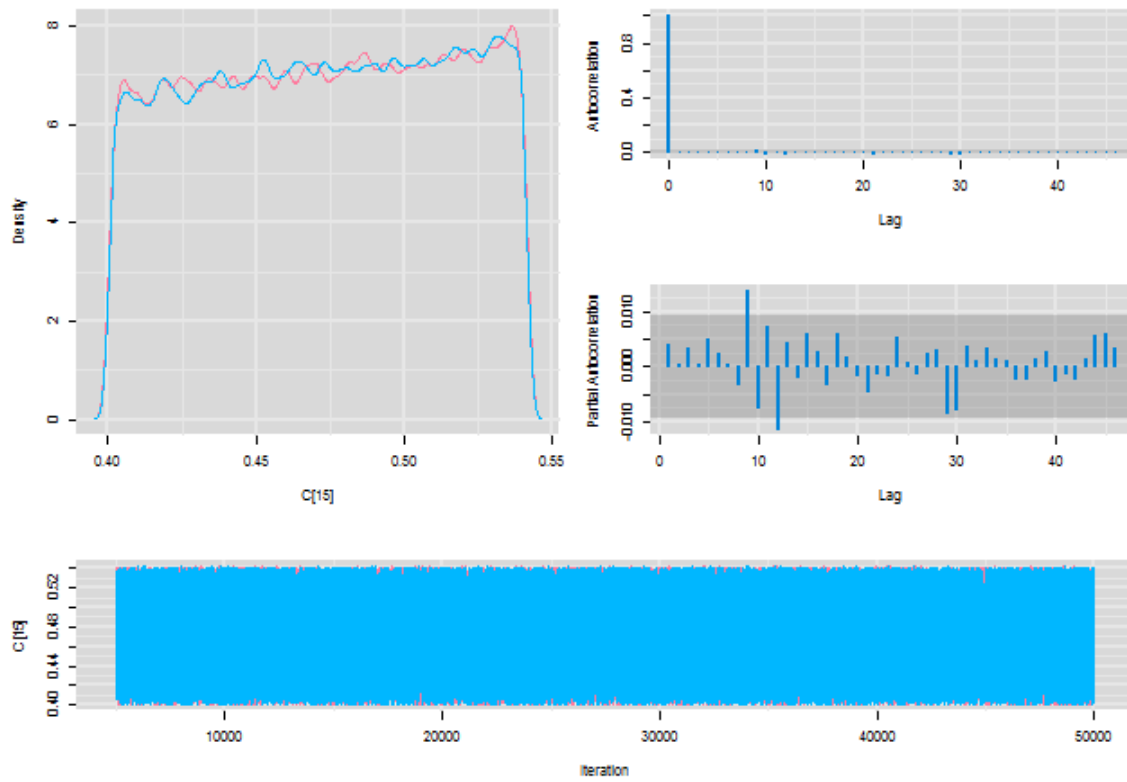 8
6
4
2
0
Density
0.40 0.45 0.50 0.55
C[15]
0.8
0.4
0.0
Autocorrelation
0 10 20 30 40
Lag
0.010
0.000
-0.010
Partial Autocorrelation
0 10 20 30 40
Lag
0.52
0.48
0.44
0.40
C[15]
10000 20000 30000 40000 50000
Iteration